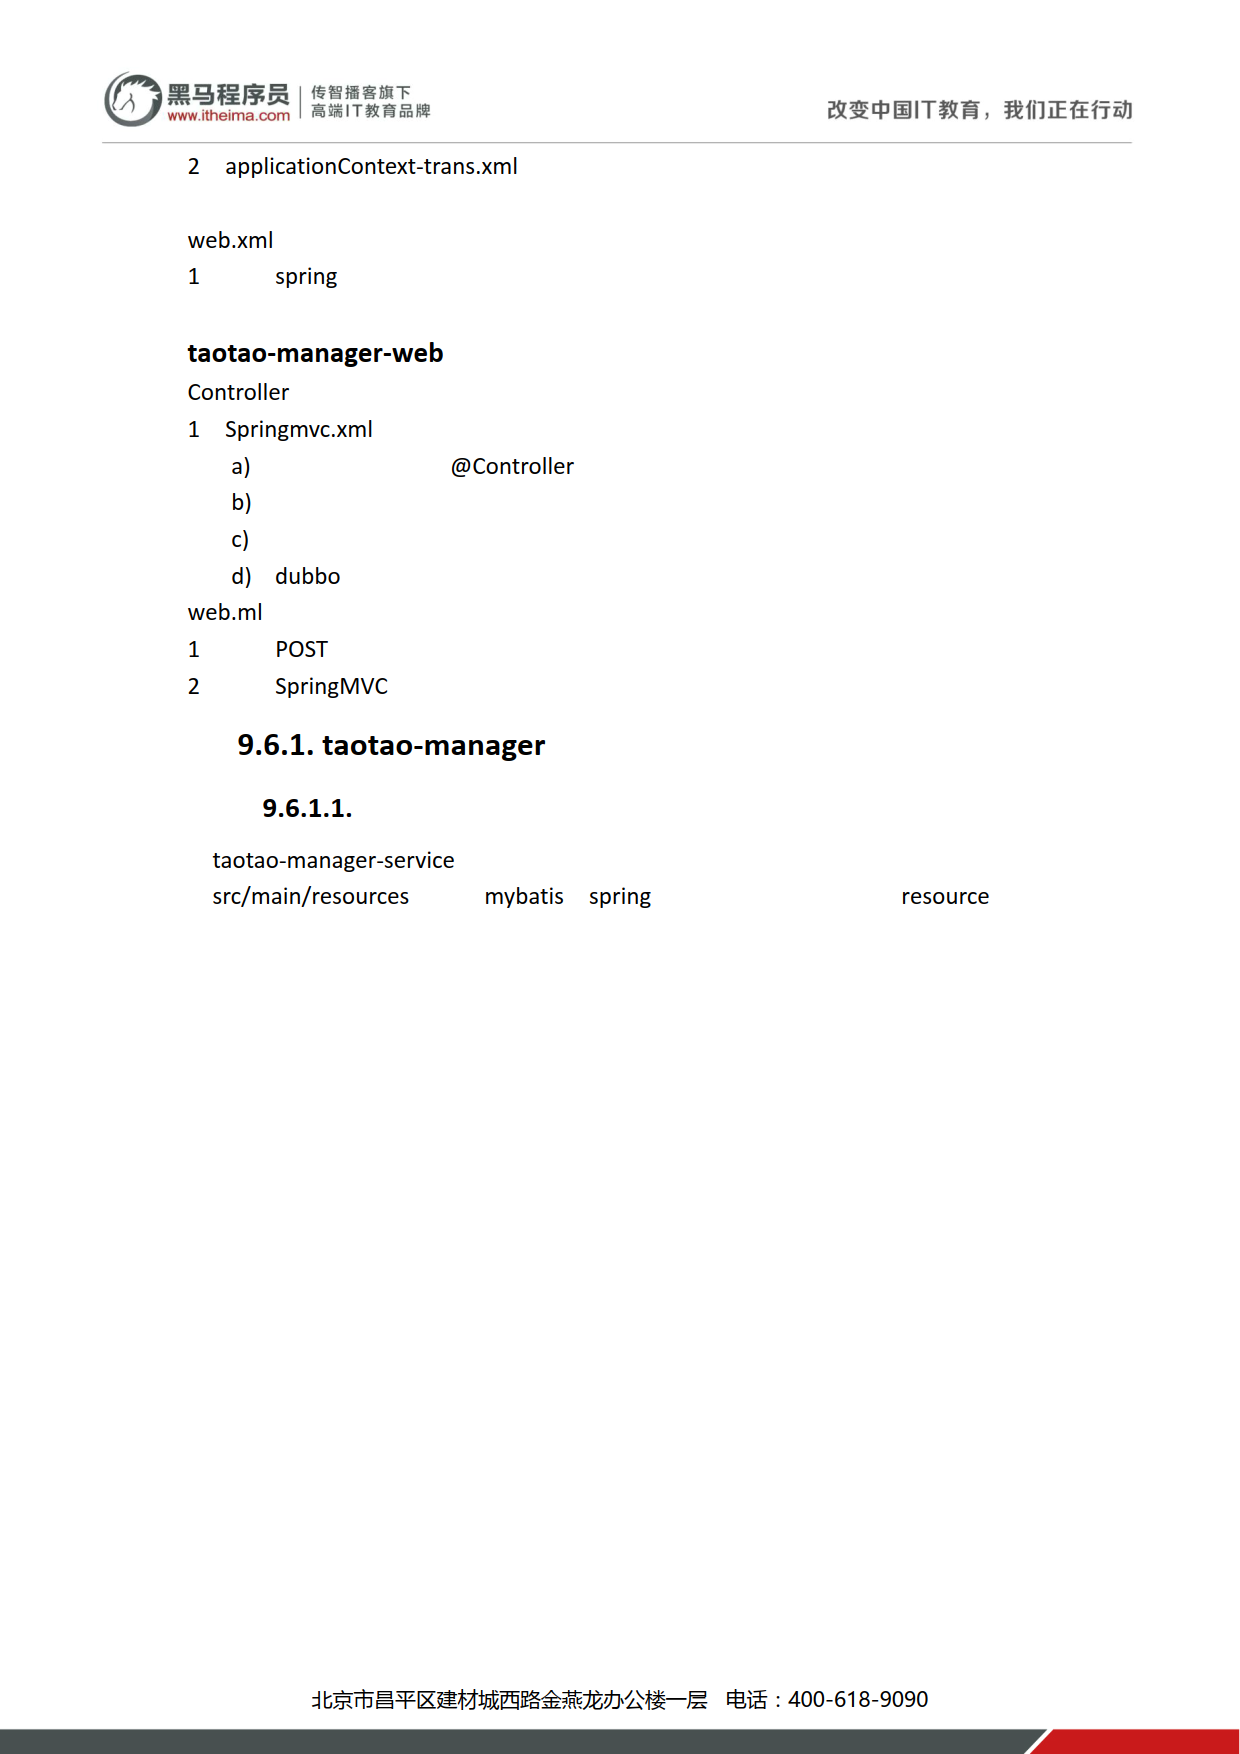 黑马程序员
www.itheima.com
传智播客旗下
高端IT教育品牌
改变中国IT教育，我们正在行动
2 applicationContext-trans.xml
web.xml
1 spring
taotao-manager-web
Controller
1 Springmvc.xml
a) @Controller
b)
c)
d) dubbo
web.ml
1 POST
2 SpringMVC
9.6.1. taotao-manager
9.6.1.1.
taotao-manager-service
src/main/resources mybatis spring resource
北京市昌平区建材城西路金燕龙办公楼一层 电话：400-618-9090